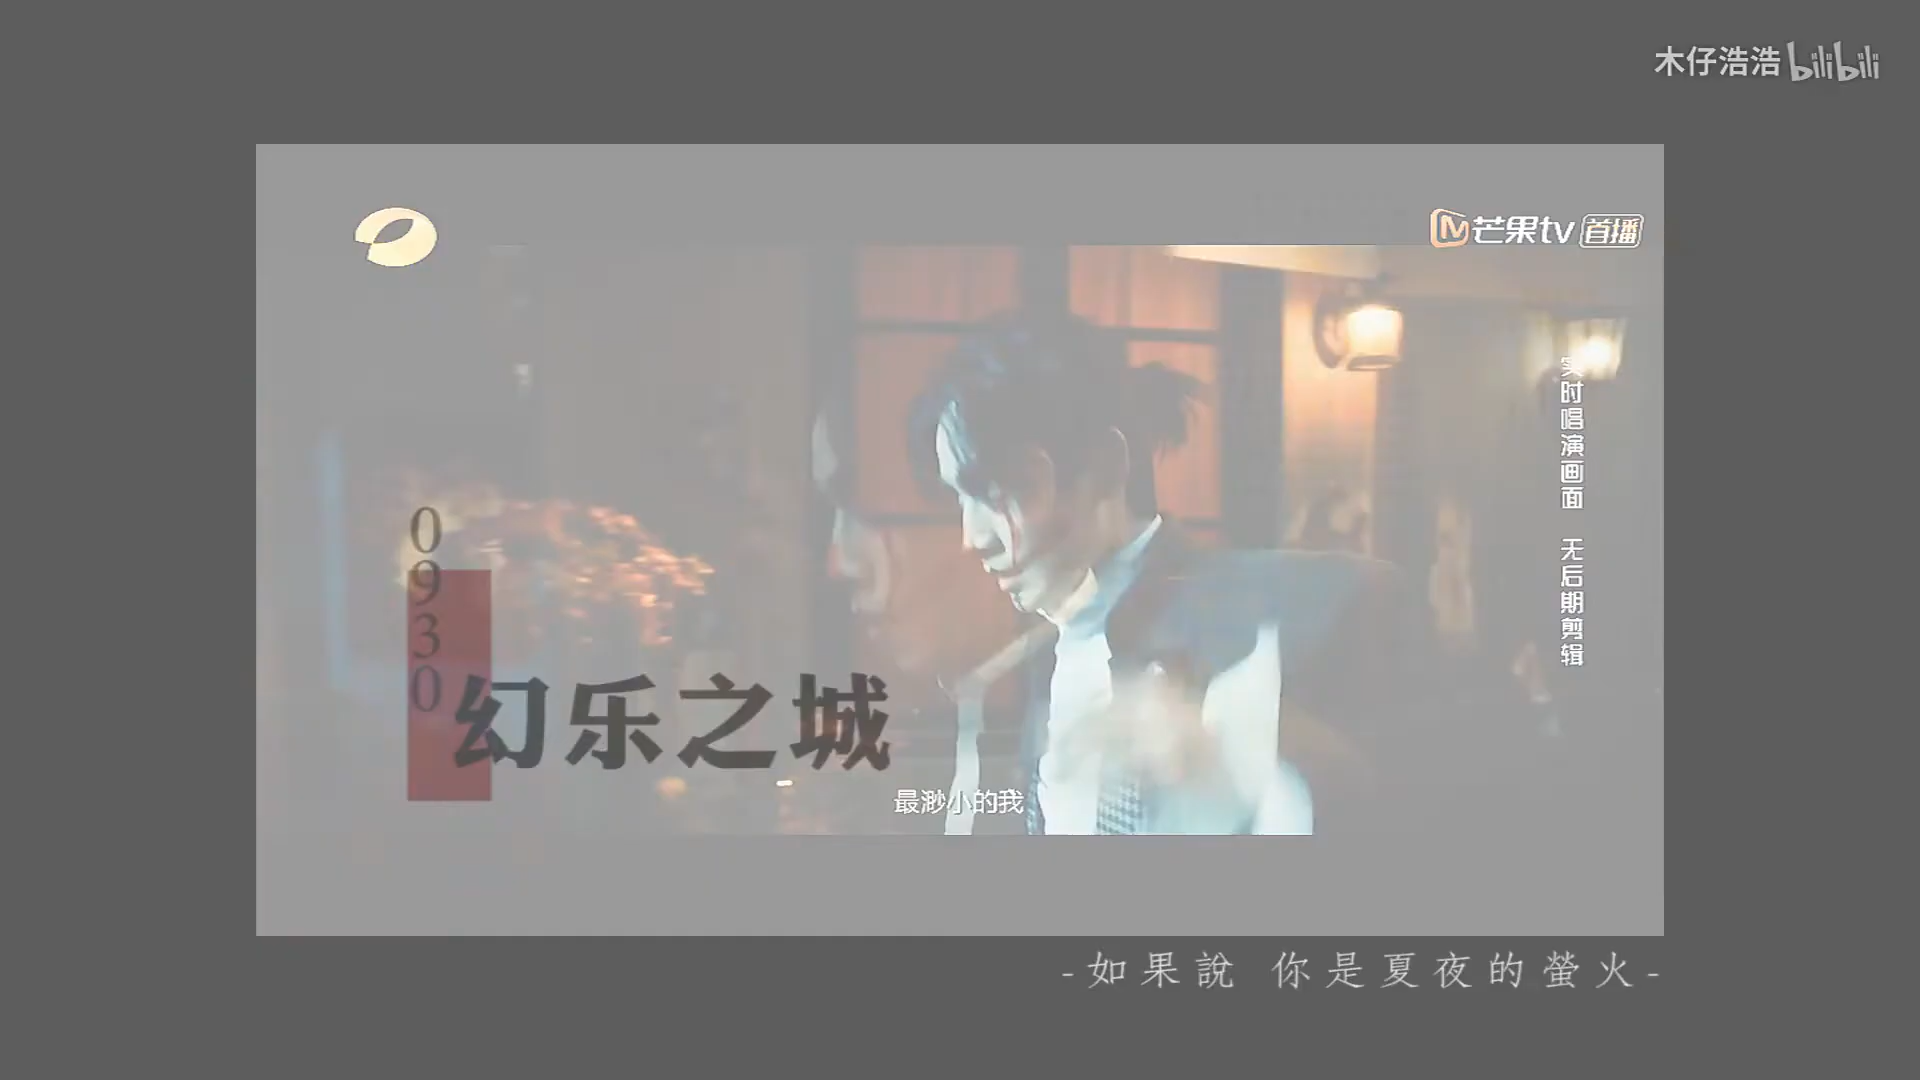 木仔浩浩 bilibili
芒果tv 首播
实时唱演画面 无后期剪辑
0930
幻乐之城
最渺小的我
-如果說 你是夏夜的螢火-